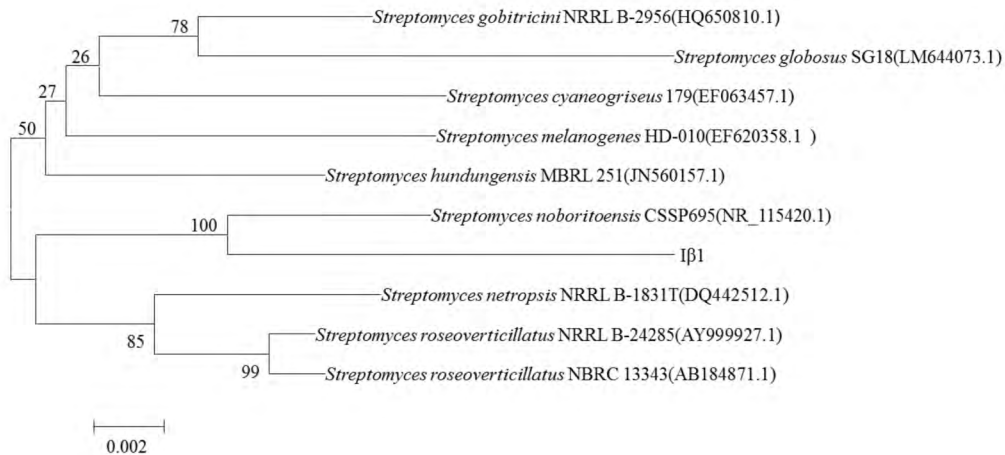 Streptomyces gobitricini NRRL B-2956(HQ650810.1)
78
Streptomyces globosus SG18(LM644073.1)
26
Streptomyces cyaneogriseus 179(EF063457.1)
27
Streptomyces melanogenes HD-010(EF620358.1 )
50
Streptomyces hundungensis MBRL 251(JN560157.1)
Streptomyces noboritoensis CSSP695(NR_115420.1)
100
Iβ1
Streptomyces netropsis NRRL B-1831T(DQ442512.1)
85
Streptomyces roseoverticillatus NRRL B-24285(AY999927.1)
99
Streptomyces roseoverticillatus NBRC 13343(AB184871.1)
0.002